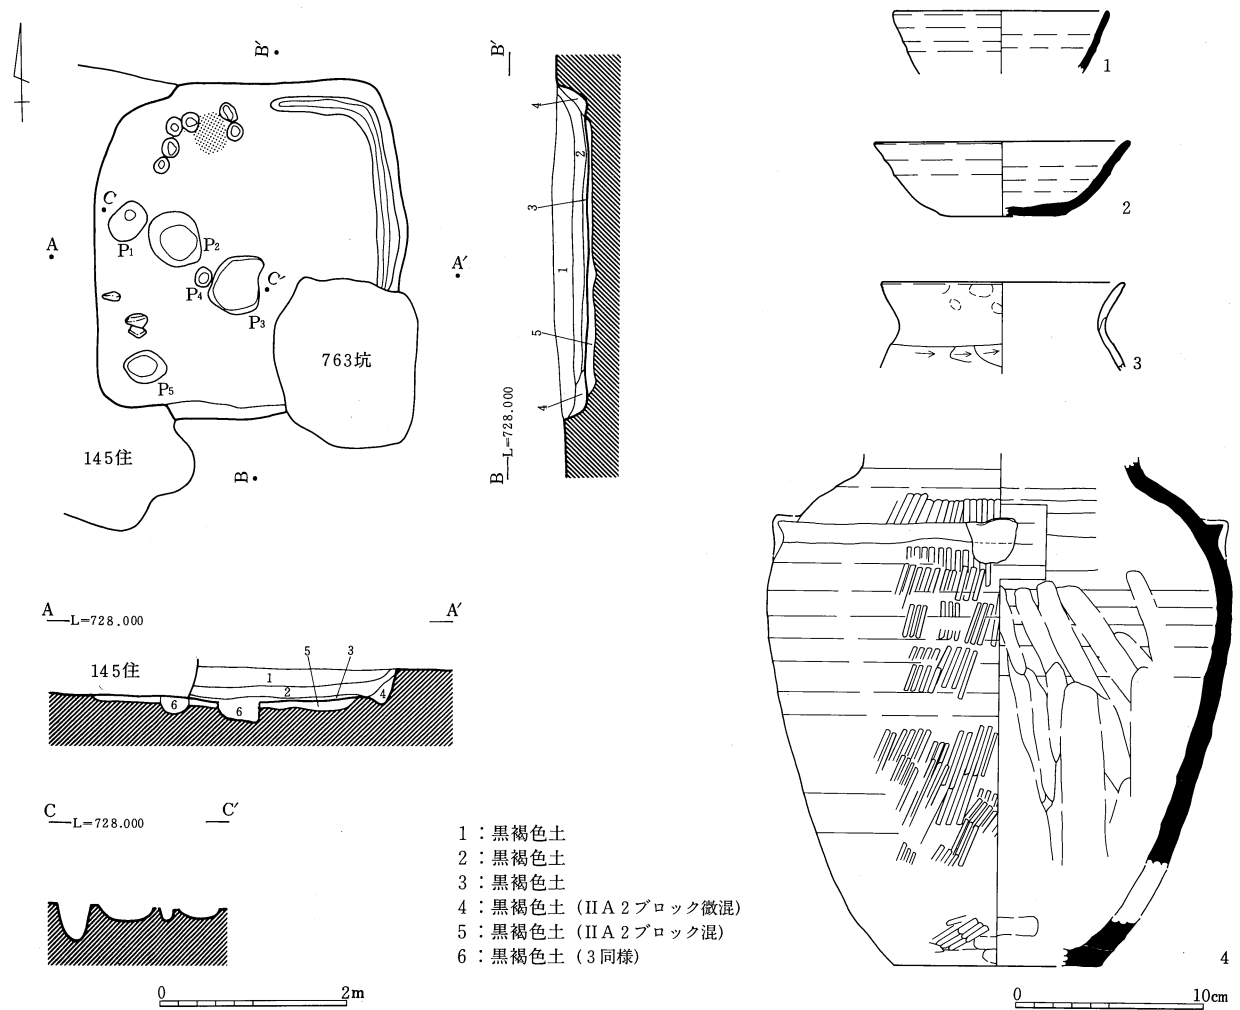 B′
B′
C
A
P1
P2
P4
C′
P3
A′
P5
763坑
145住
B
4
2
3
1
5
4
B
L=728.000
A
L=728.000
A′
145住
5
3
1
2
4
6
6
C
L=728.000
C′
0
2m
1：黒褐色土
2：黒褐色土
3：黒褐色土
4：黒褐色土（ⅡA2ブロック微混）
5：黒褐色土（ⅡA2ブロック混）
6：黒褐色土（3同様）
1
2
3
4
0
10cm